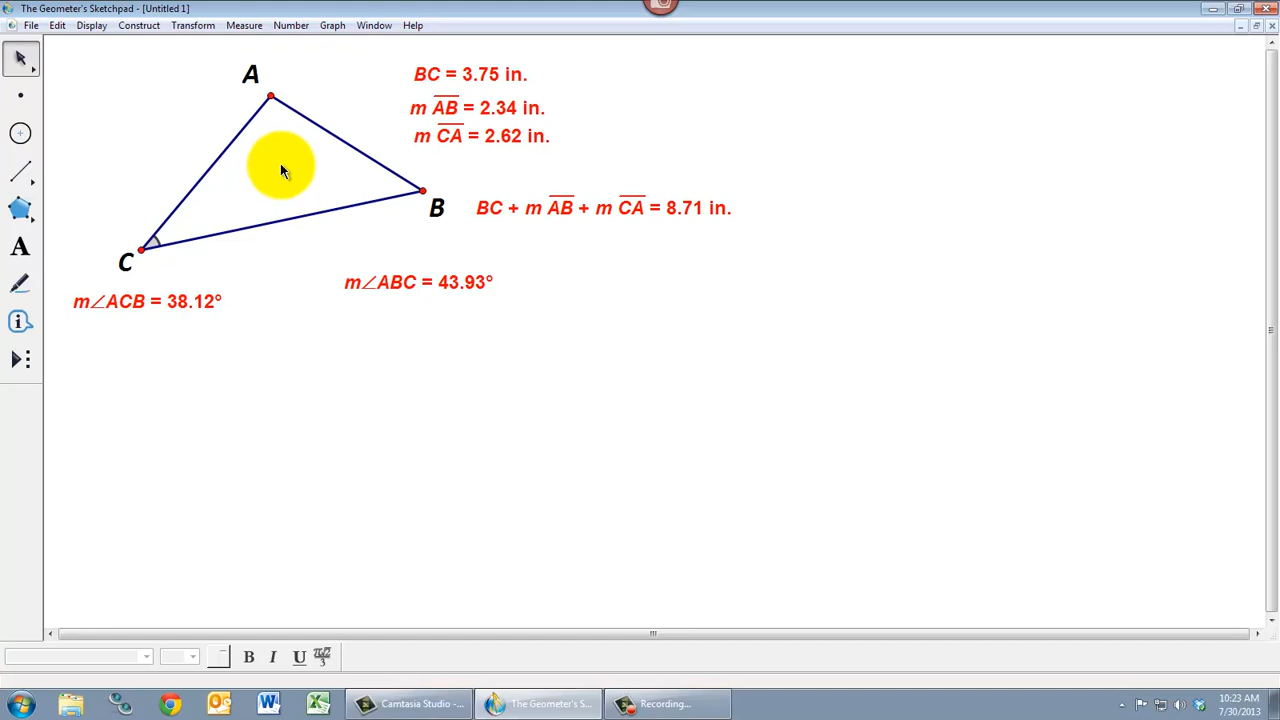 The Geometer's Sketchpad - [Untitled 1]
File Edit Display Construct Transform Measure Number Graph Window Help
A
BC = 3.75 in.
m AB = 2.34 in.
m CA = 2.62 in.
B
BC + m AB + m CA = 8.71 in.
C
m∠ABC = 43.93°
m∠ACB = 38.12°
A
B I U
Camtasia Studio -...
The Geometer's S...
Recording...
10:23 AM
7/30/2013